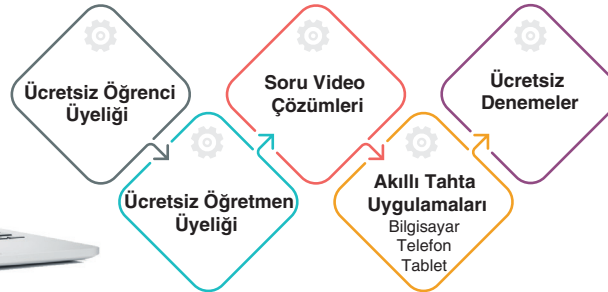 Ücretsiz Öğrenci
Üyeliği
Ücretsiz Öğretmen
Üyeliği
Soru Video
Çözümleri
Akıllı Tahta
Uygulamaları
Bilgisayar
Telefon
Tablet
Ücretsiz
Denemeler